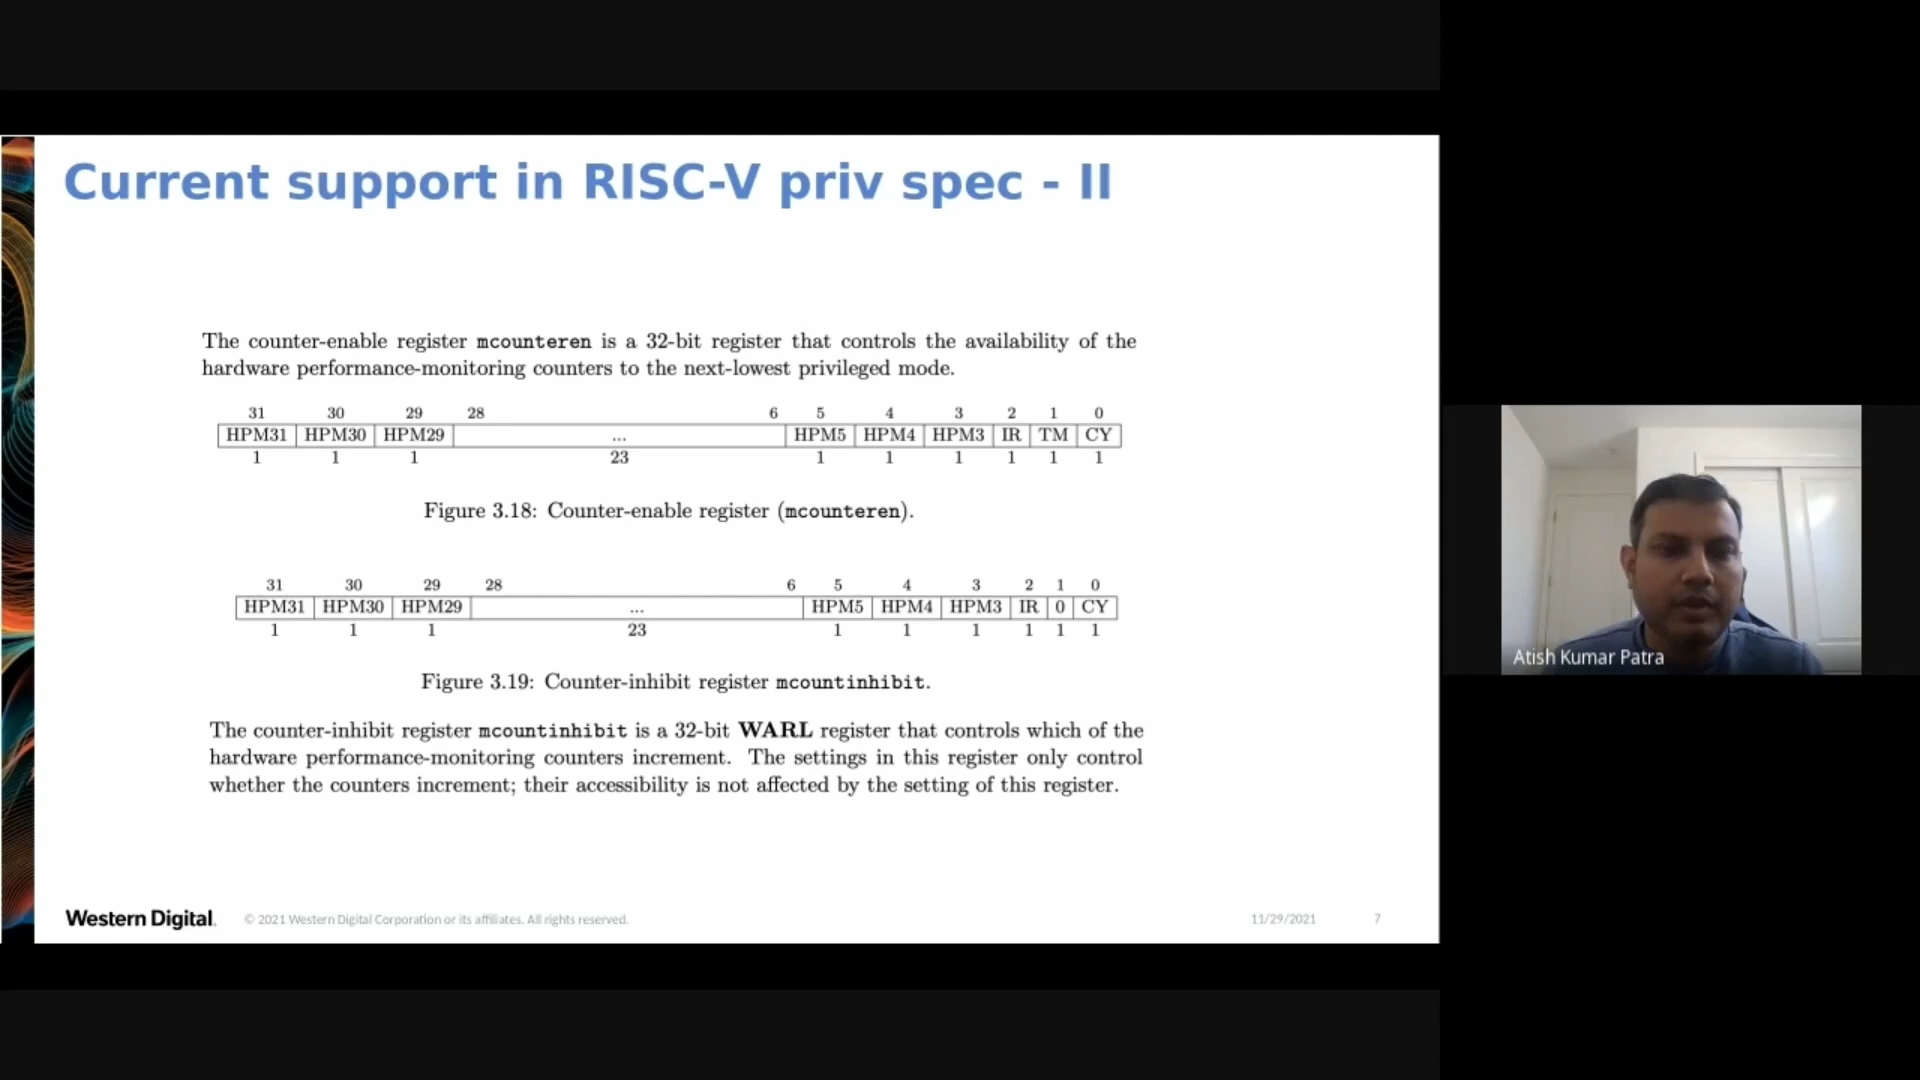 Current support in RISC-V priv spec - II
The counter-enable register mcounteren is a 32-bit register that controls the availability of the
hardware performance-monitoring counters to the next-lowest privileged mode.
31 30 29 28 6 5 4 3 2 1 0
HPM31 HPM30 HPM29 ... HPM5 HPM4 HPM3 IR TM CY
1 1 1 23 1 1 1 1 1 1
Figure 3.18: Counter-enable register (mcounteren).
31 30 29 28 6 5 4 3 2 1 0
HPM31 HPM30 HPM29 ... HPM5 HPM4 HPM3 IR 0 CY
1 1 1 23 1 1 1 1 1 1
Figure 3.19: Counter-inhibit register mcountinhibit.
The counter-inhibit register mcountinhibit is a 32-bit WARL register that controls which of the
hardware performance-monitoring counters increment. The settings in this register only control
whether the counters increment; their accessibility is not affected by the setting of this register.
Western Digital. © 2021 Western Digital Corporation or its affiliates. All rights reserved. 11/29/2021 7
Atish Kumar Patra